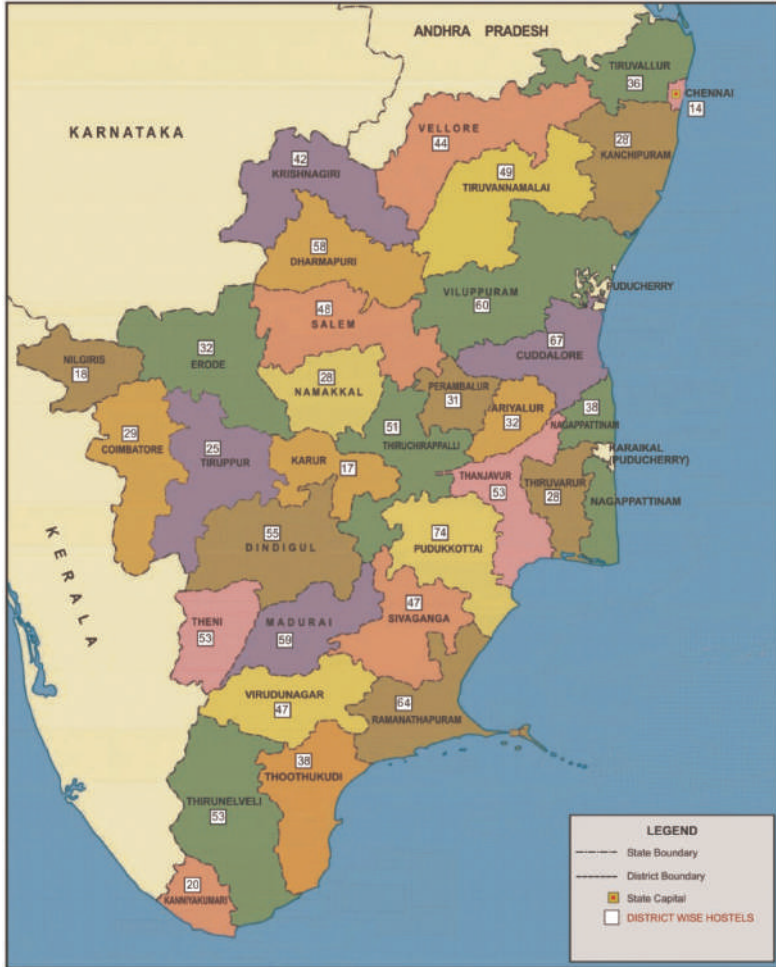 ANDHRA PRADESH
TIRUVALLUR
36
CHENNAI
14
KARNATAKA
VELLORE
44
28
KANCHIPURAM
42
KRISHNAGIRI
49
TIRUVANNAMALAI
58
DHARMAPURI
VILUPPURAM
60
PUDUCHERRY
48
SALEM
67
CUDDALORE
NILGIRIS
18
32
ERODE
28
NAMAKKAL
PERAMBALUR
31
ARIYALUR
32
38
NAGAPPATTINAM
29
COIMBATORE
25
TIRUPPUR
KARUR
17
51
THIRUCHIRAPPALLI
KARAIKAL
(PUDUCHERRY)
THANJAVUR
53
THIRUVARUR
28
NAGAPPATTINAM
55
DINDIGUL
74
PUDUKKOTTAI
KERALA
THENI
53
MADURAI
59
47
SIVAGANGA
VIRUDUNAGAR
47
64
RAMANATHAPURAM
38
THOOTHUKUDI
THIRUNELVELI
53
20
KANNIYAKUMARI
LEGEND
State Boundary
District Boundary
State Capital
DISTRICT WISE HOSTELS